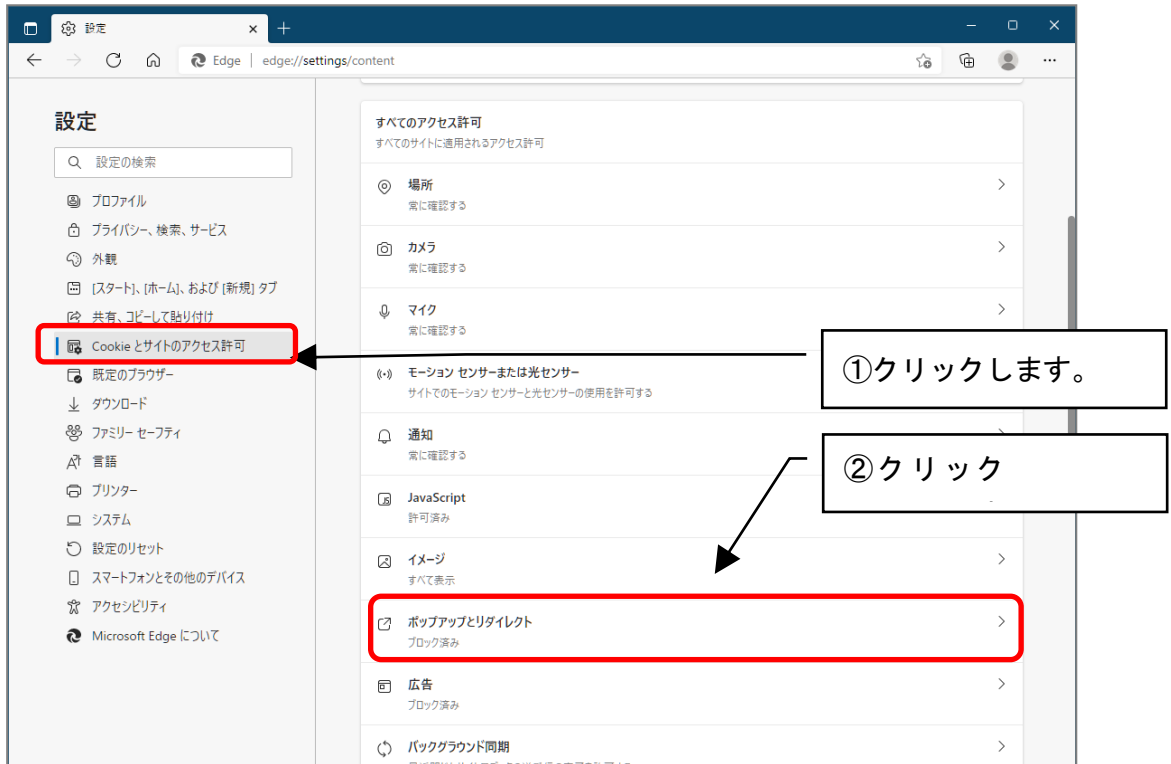 設定
Edge
edge://settings/content
設定
設定の検索
プロファイル
プライバシー、検索、サービス
外観
[スタート]、[ホーム]、および [新規] タブ
共有、コピーして貼り付け
Cookie とサイトのアクセス許可
既定のブラウザー
ダウンロード
ファミリー セーフティ
言語
プリンター
システム
設定のリセット
スマートフォンとその他のデバイス
アクセシビリティ
Microsoft Edge について
すべてのアクセス許可
すべてのサイトに適用されるアクセス許可
場所
常に確認する
カメラ
常に確認する
マイク
常に確認する
モーション センサーまたは光センサー
サイトでのモーション センサーと光センサーの使用を許可する
通知
常に確認する
JavaScript
許可済み
イメージ
すべて表示
ポップアップとリダイレクト
ブロック済み
広告
ブロック済み
バックグラウンド同期
①クリックします。
②クリック